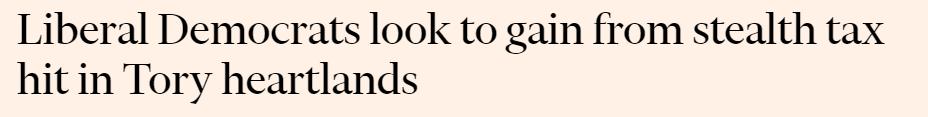 Liberal Democrats look to gain from stealth tax
hit in Tory heartlands